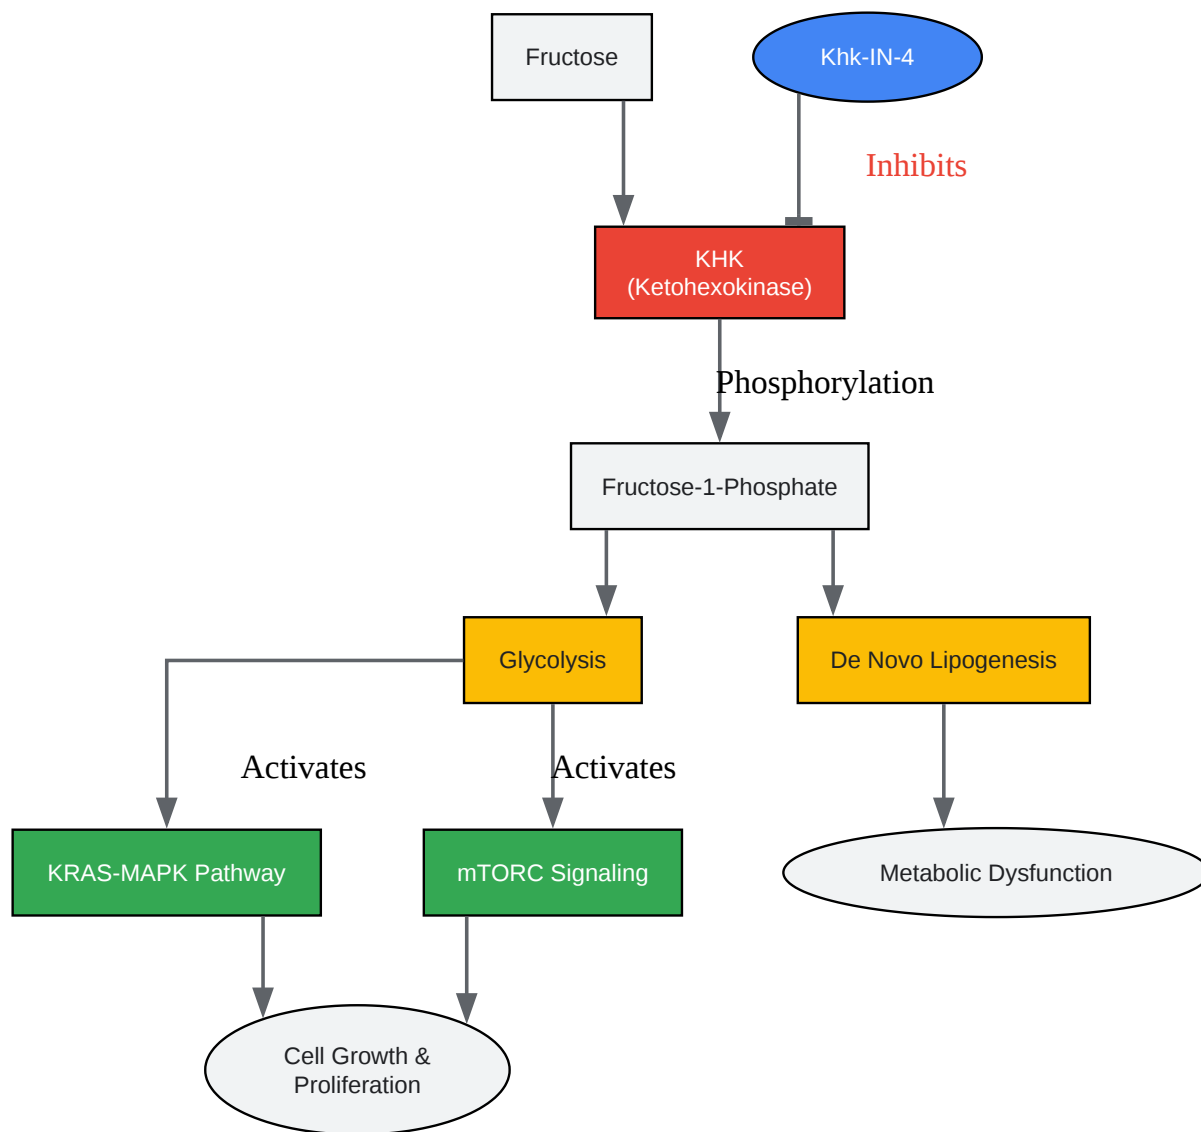 Fructose
Khk-IN-4
Inhibits
KHK
(Ketohexokinase)
Phosphorylation
Fructose-1-Phosphate
Glycolysis
De Novo Lipogenesis
Activates
Activates
KRAS-MAPK Pathway
mTORC Signaling
Metabolic Dysfunction
Cell Growth &
Proliferation